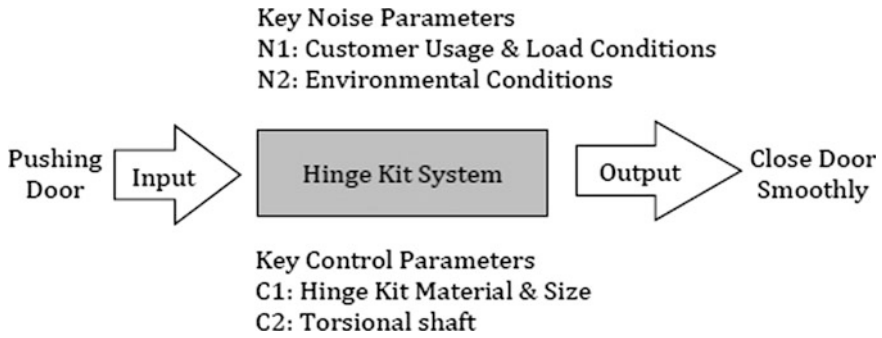 Key Noise Parameters
N1: Customer Usage & Load Conditions
N2: Environmental Conditions
Pushing
Door
Input
Hinge Kit System
Output
Close Door
Smoothly
Key Control Parameters
C1: Hinge Kit Material & Size
C2: Torsional shaft